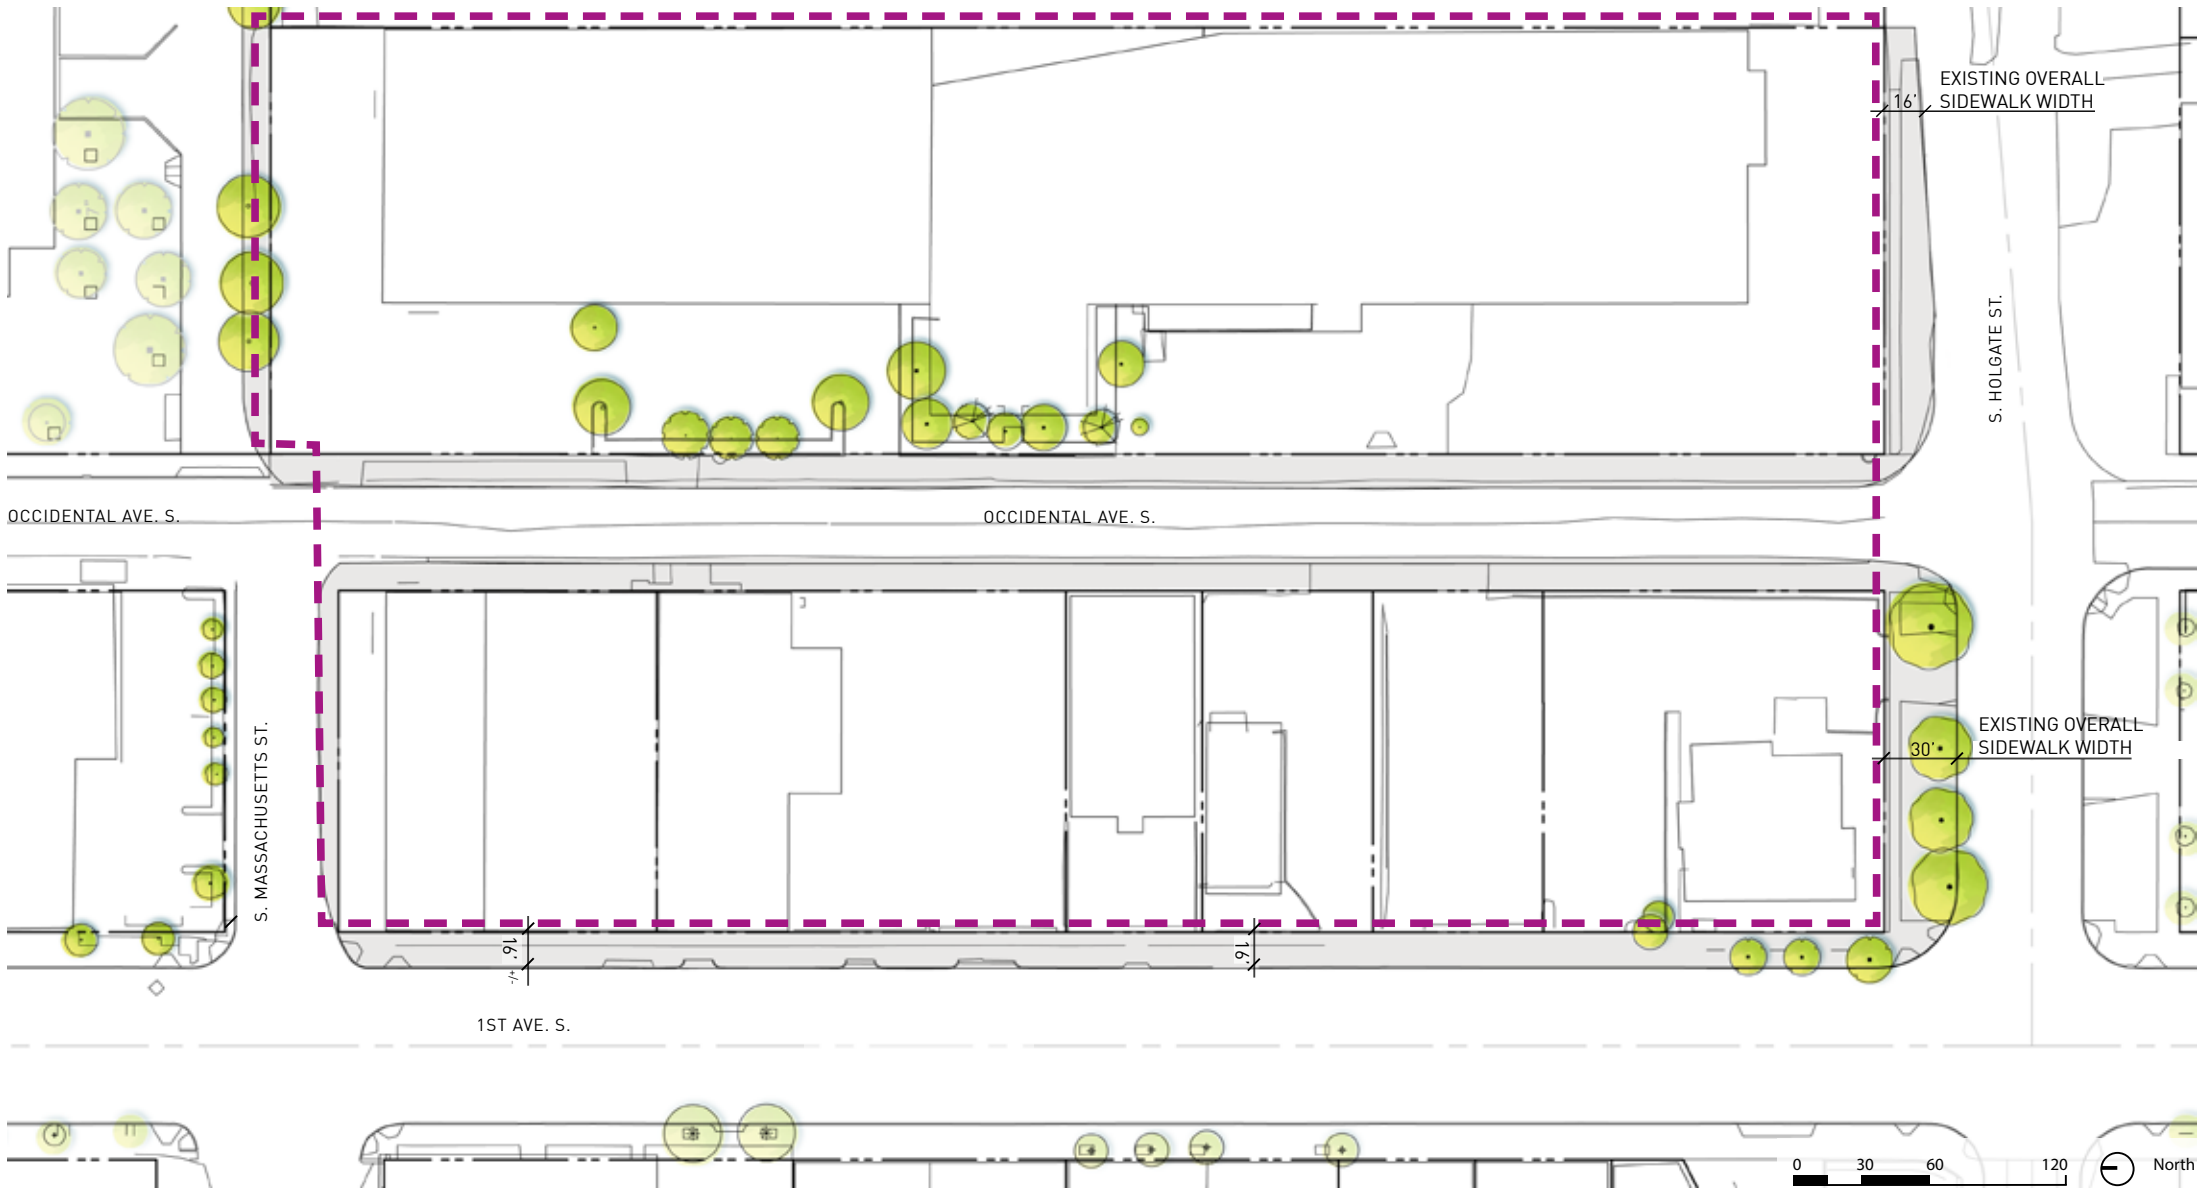 EXISTING OVERALL
SIDEWALK WIDTH
16'
S. HOLGATE ST.
OCCIDENTAL AVE. S.
OCCIDENTAL AVE. S.
EXISTING OVERALL
SIDEWALK WIDTH
30'
S. MASSACHUSETTS ST.
16'
+/-
16'
1ST AVE. S.
0 30 60 120
North